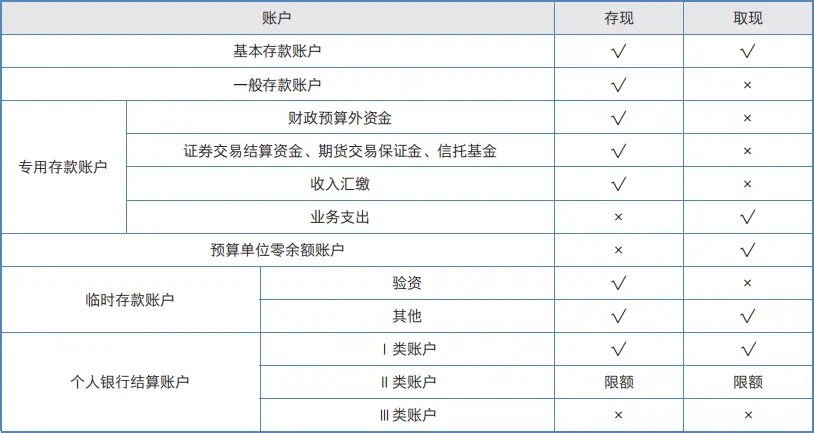 账户 存现 取现
基本存款账户 √ √
一般存款账户 √ ×
专用存款账户 财政预算外资金 √ ×
证券交易结算资金、期货交易保证金、信托基金 √ ×
收入汇缴 √ ×
业务支出 × √
预算单位零余额账户 × √
临时存款账户 验资 √ ×
其他 √ √
个人银行结算账户 Ⅰ类账户 √ √
Ⅱ类账户 限额 限额
Ⅲ类账户 × ×